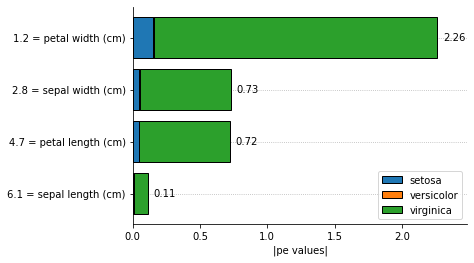 1.2 = petal width (cm)
2.26
2.8 = sepal width (cm)
0.73
4.7 = petal length (cm)
0.72
6.1 = sepal length (cm)
0.11
setosa
versicolor
virginica
0.0 0.5 1.0 1.5 2.0
|pe values|